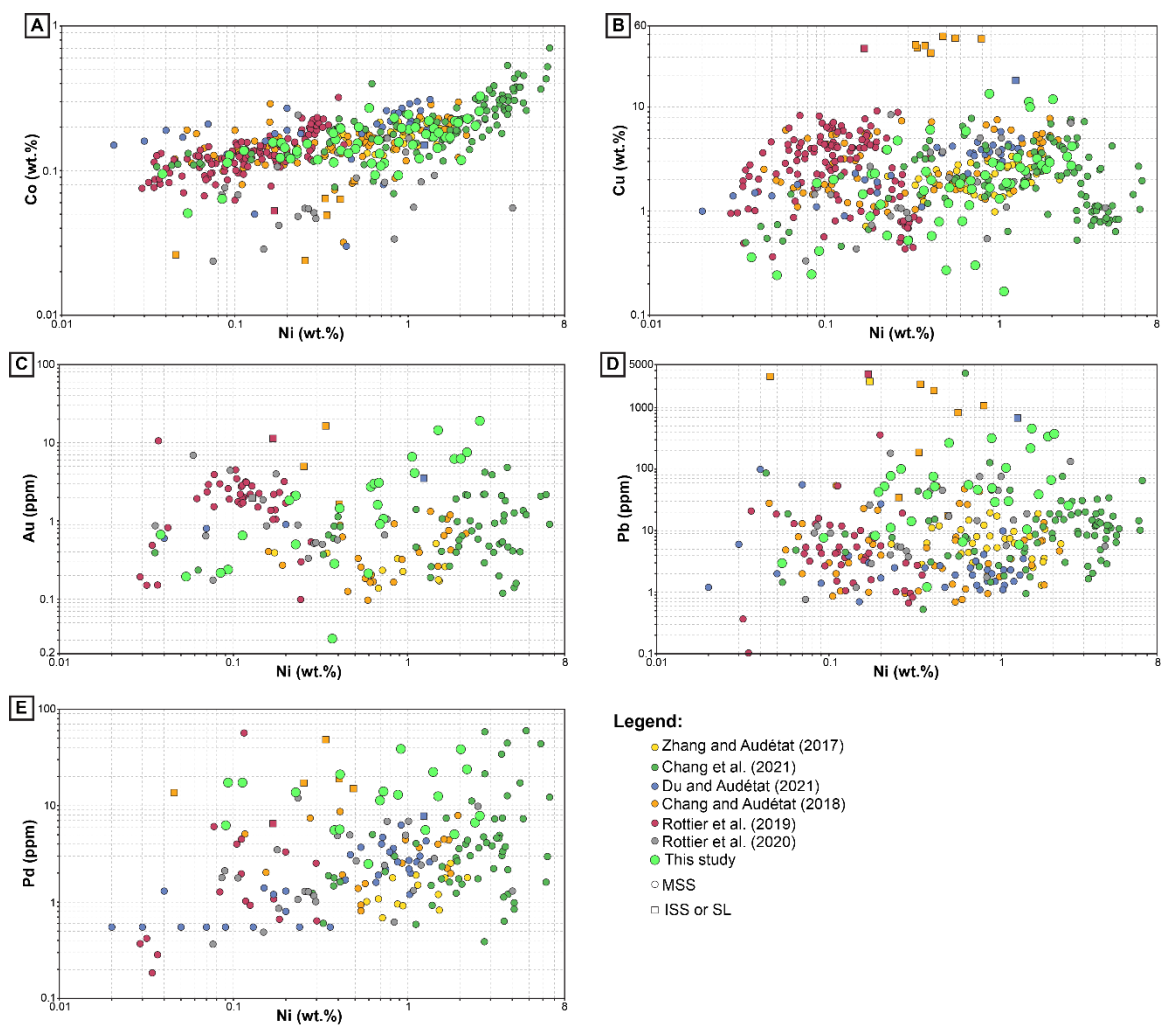 A
B
1
0.1
0.01
Co (wt.%)
0.01
0.1
1
8
Ni (wt.%)
60
10
1
0.1
Cu (wt.%)
0.01
0.1
1
8
Ni (wt.%)
C
D
100
10
1
0.1
0.2
Au (ppm)
0.01
0.1
1
8
Ni (wt.%)
5000
1000
100
10
1
0.1
Pb (ppm)
0.01
0.1
1
8
Ni (wt.%)
E
100
10
1
0.1
Pd (ppm)
0.01
0.1
1
8
Ni (wt.%)
Legend:
Zhang and Audétat (2017)
Chang et al. (2021)
Du and Audétat (2021)
Chang and Audétat (2018)
Rottier et al. (2019)
Rottier et al. (2020)
This study
MSS
ISS or SL